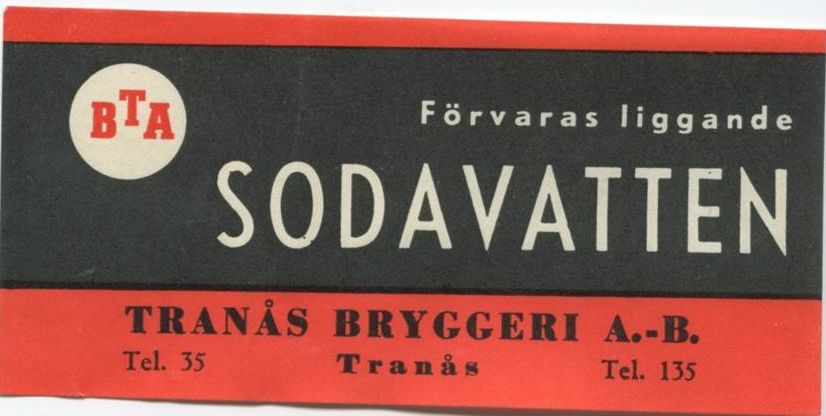 BTA
Förvaras liggande
SODAVATTEN
TRANÅS BRYGGERI A.-B.
Tel. 35 Tranås Tel. 135